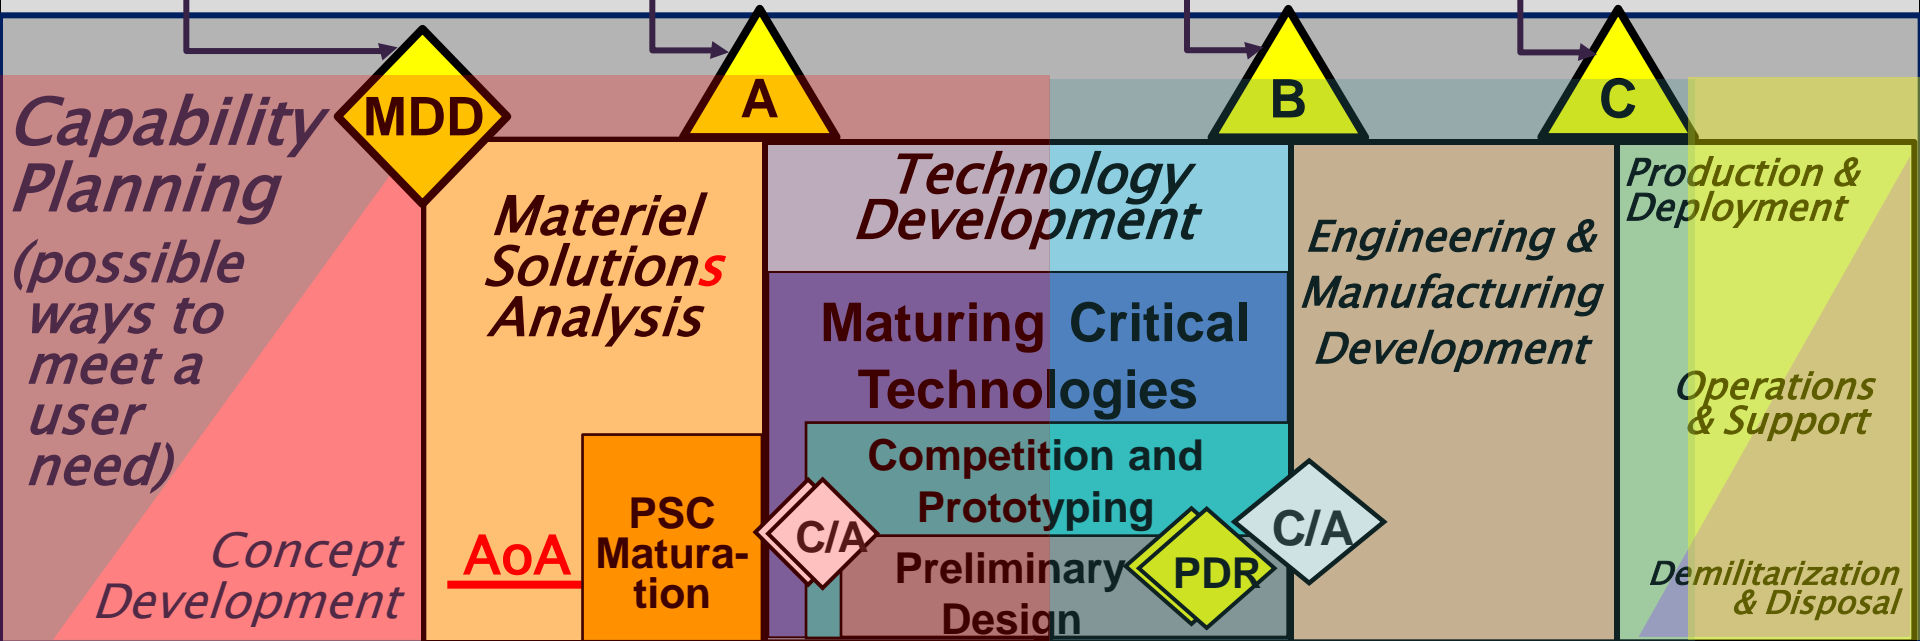 Capability
Planning
(possible
ways to
meet a
user
need)
Concept
Development
MDD
Materiel
Solutions
Analysis
AoA
PSC
Matura-
tion
A
Technology
Development
Maturing Critical
Technologies
Competition and
Prototyping
Preliminary
Design
C/A
PDR
B
C/A
Engineering &
Manufacturing
Development
C
Production &
Deployment
Operations
& Support
Demilitarization
& Disposal